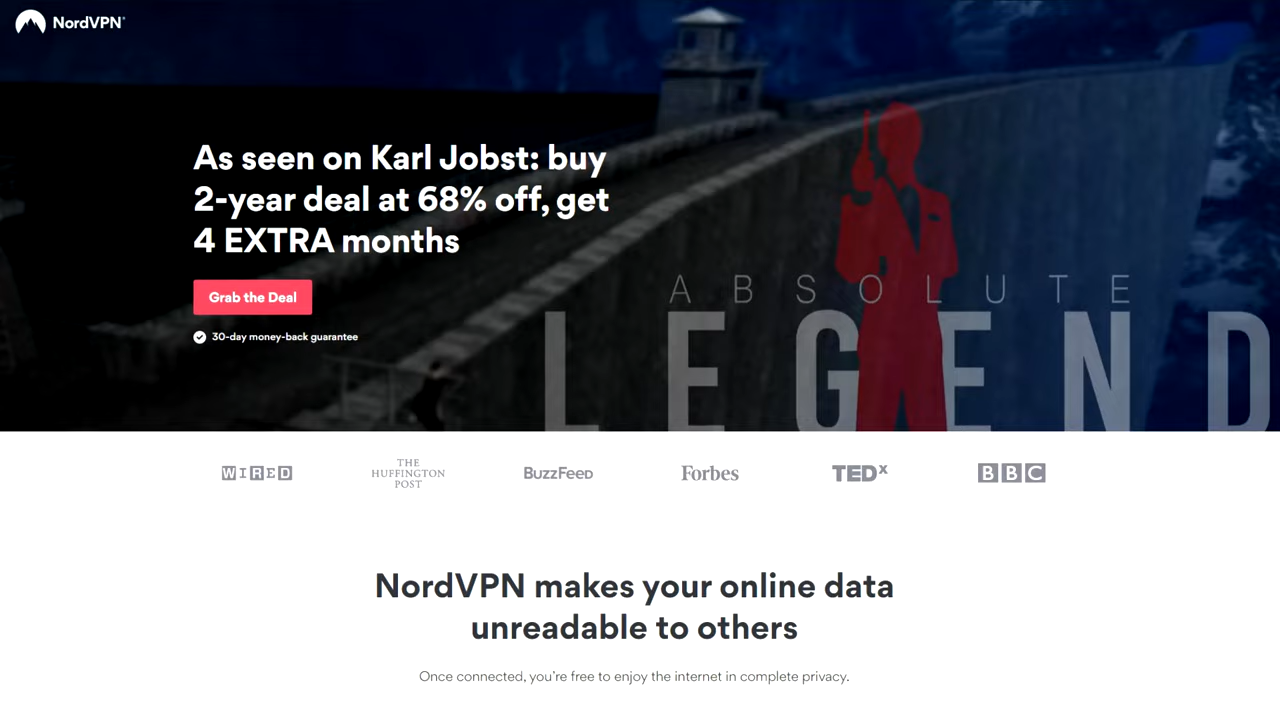 NordVPN®
As seen on Karl Jobst: buy
2-year deal at 68% off, get
4 EXTRA months
Grab the Deal
30-day money-back guarantee
ABSOLUTE
LEGEND
WIRED
THE
HUFFINGTON
POST
BuzzFeed
Forbes
TEDx
BBC
NordVPN makes your online data
unreadable to others
Once connected, you're free to enjoy the internet in complete privacy.